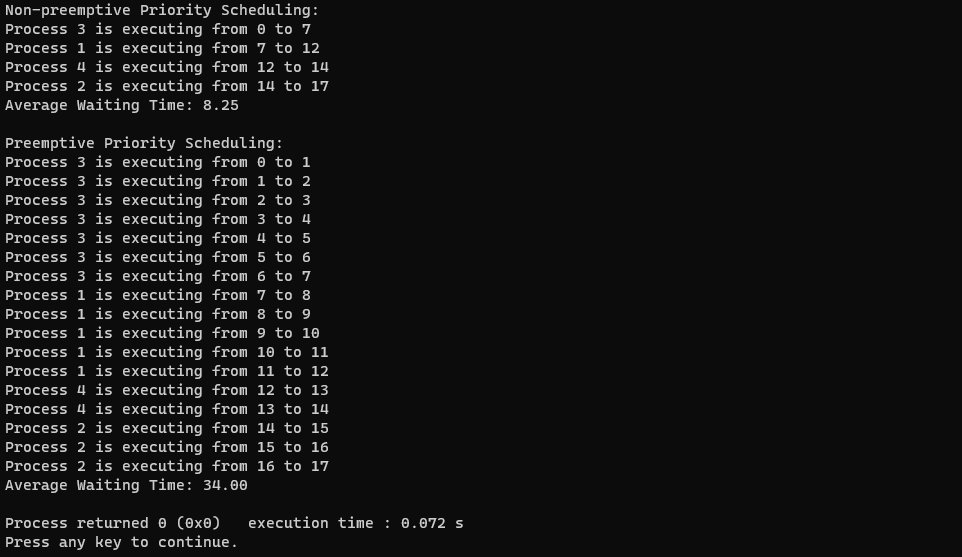 Non-preemptive Priority Scheduling:
Process 3 is executing from 0 to 7
Process 1 is executing from 7 to 12
Process 4 is executing from 12 to 14
Process 2 is executing from 14 to 17
Average Waiting Time: 8.25
Preemptive Priority Scheduling:
Process 3 is executing from 0 to 1
Process 3 is executing from 1 to 2
Process 3 is executing from 2 to 3
Process 3 is executing from 3 to 4
Process 3 is executing from 4 to 5
Process 3 is executing from 5 to 6
Process 3 is executing from 6 to 7
Process 1 is executing from 7 to 8
Process 1 is executing from 8 to 9
Process 1 is executing from 9 to 10
Process 1 is executing from 10 to 11
Process 1 is executing from 11 to 12
Process 4 is executing from 12 to 13
Process 4 is executing from 13 to 14
Process 2 is executing from 14 to 15
Process 2 is executing from 15 to 16
Process 2 is executing from 16 to 17
Average Waiting Time: 34.00
Process returned 0 (0x0)   execution time : 0.072 s
Press any key to continue.